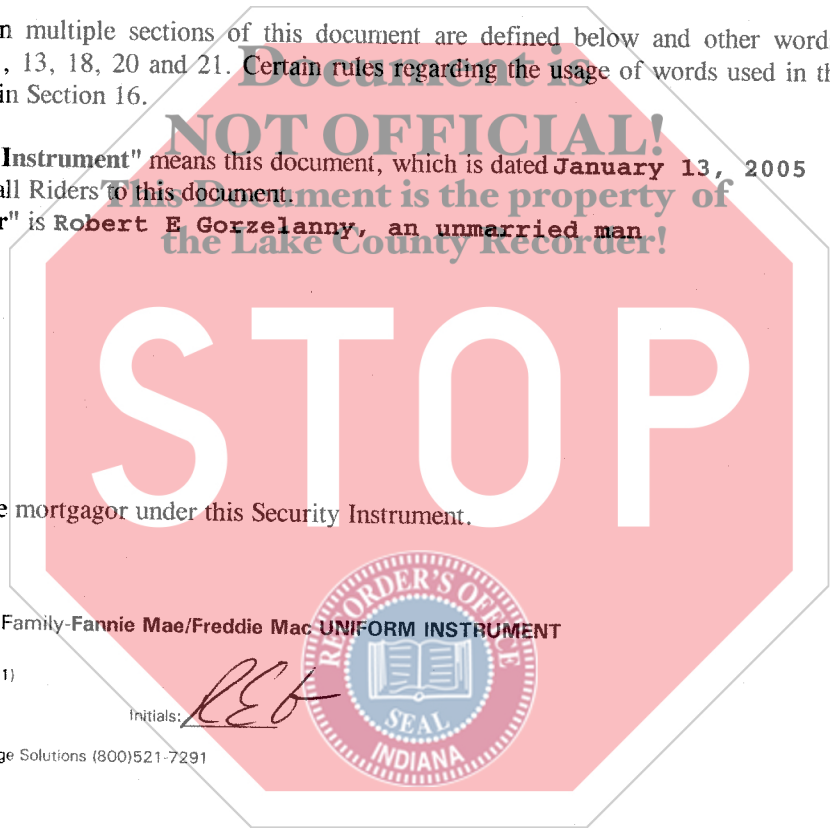 n multiple sections of this document are defined below and other word
Document is
, 13, 18, 20 and 21. Certain rules regarding the usage of words used in th
in Section 16.
NOT OFFICIAL!
Instrument" means this document, which is dated January 13, 2005
This Document is the property of
all Riders to this document.
r" is Robert E Gorzelanny, an unmarried man
the Lake County Recorder!
STOP
e mortgagor under this Security Instrument.
RECORDER'S OFFICE
Family-Fannie Mae/Freddie Mac UNIFORM INSTRUMENT
1)
Initials: REG
SEAL
INDIANA
ge Solutions (800)521-7291